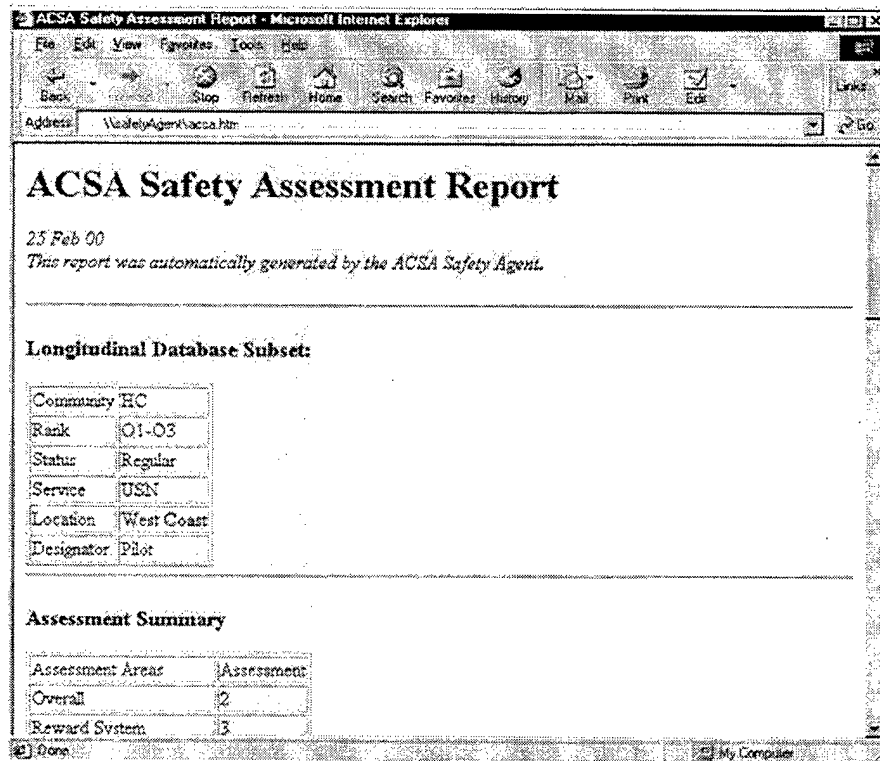 ACSA Safety Assessment Report - Microsoft Internet Explorer
File Edit View Favorites Tools Help
Back Stop Refresh Home Search Favorites History Mail Print Edit Links
Address \\safetyAgent\acsa.htm Go
ACSA Safety Assessment Report
25 Feb 00
This report was automatically generated by the ACSA Safety Agent.
Longitudinal Database Subset:
Community HC
Rank O1-O3
Status Regular
Service USN
Location West Coast
Designator Pilot
Assessment Summary
Assessment Areas Assessment
Overall 2
Reward System 3
Done My Computer